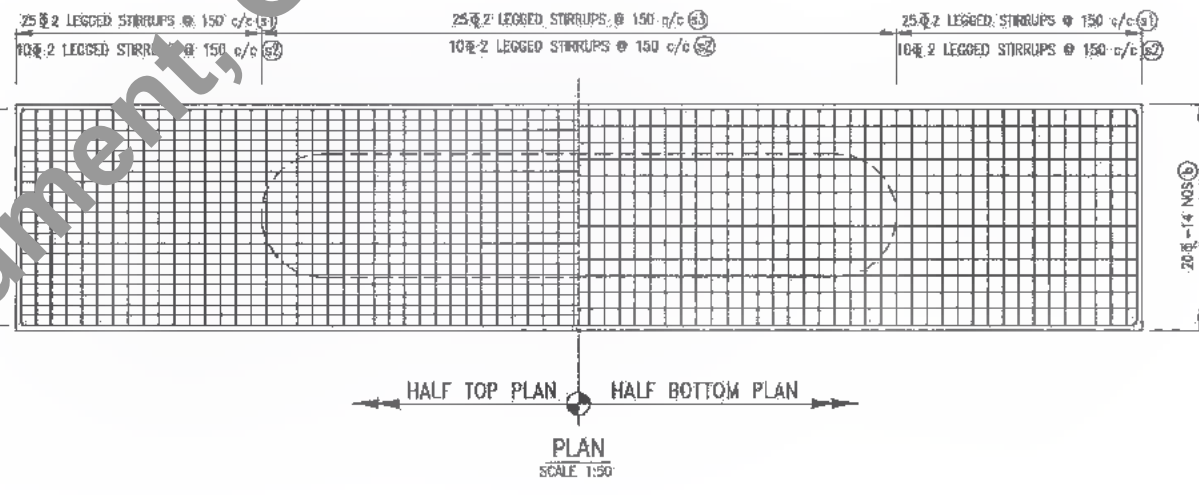 25Φ 2 LEGGED STIRRUPS @ 150 c/c (s1)
25Φ 2 LEGGED STIRRUPS @ 150 c/c (s3)
25Φ 2 LEGGED STIRRUPS @ 150 c/c (s1)
10Φ 2 LEGGED @ 150 c/c (s2)
10Φ 2 LEGGED STIRRUPS @ 150 c/c (s2)
10Φ 2 LEGGED STIRRUPS @ 150 c/c (s2)
20Φ -14 NOS (b)
HALF TOP PLAN
HALF BOTTOM PLAN
PLAN
SCALE 1:50